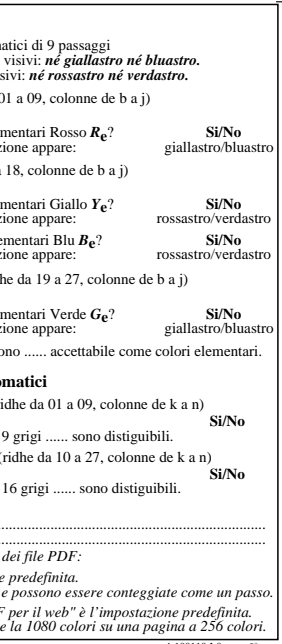 natici di 9 passaggi
visivi: né giallastro né bluastro.
sivi: né rossastro né verdastro.
01 a 09, colonne de b a j)
ementari Rosso Re? Si/No
zione appare: giallastro/bluastro
a 18, colonne de b a j)
mentari Giallo Ye? Si/No
zione appare: rossastro/verdastro
ementari Blu Be? Si/No
zione appare: rossastro/verdastro
he da 19 a 27, colonne de b a j)
mentari Verde Ge? Si/No
zione appare: giallastro/bluastro
ono ...... accettabile come colori elementari.
omatici
idhe da 01 a 09, colonne de k a n)
Si/No
9 grigi ...... sono distiguibili.
(ridhe da 10 a 27, colonne de k a n)
Si/No
16 grigi ...... sono distiguibili.
dei file PDF:
e predefinita.
e possono essere conteggiate come un passo.
F per il web" è l'impostazione predefinita.
e la 1080 colori su una pagina a 256 colori.